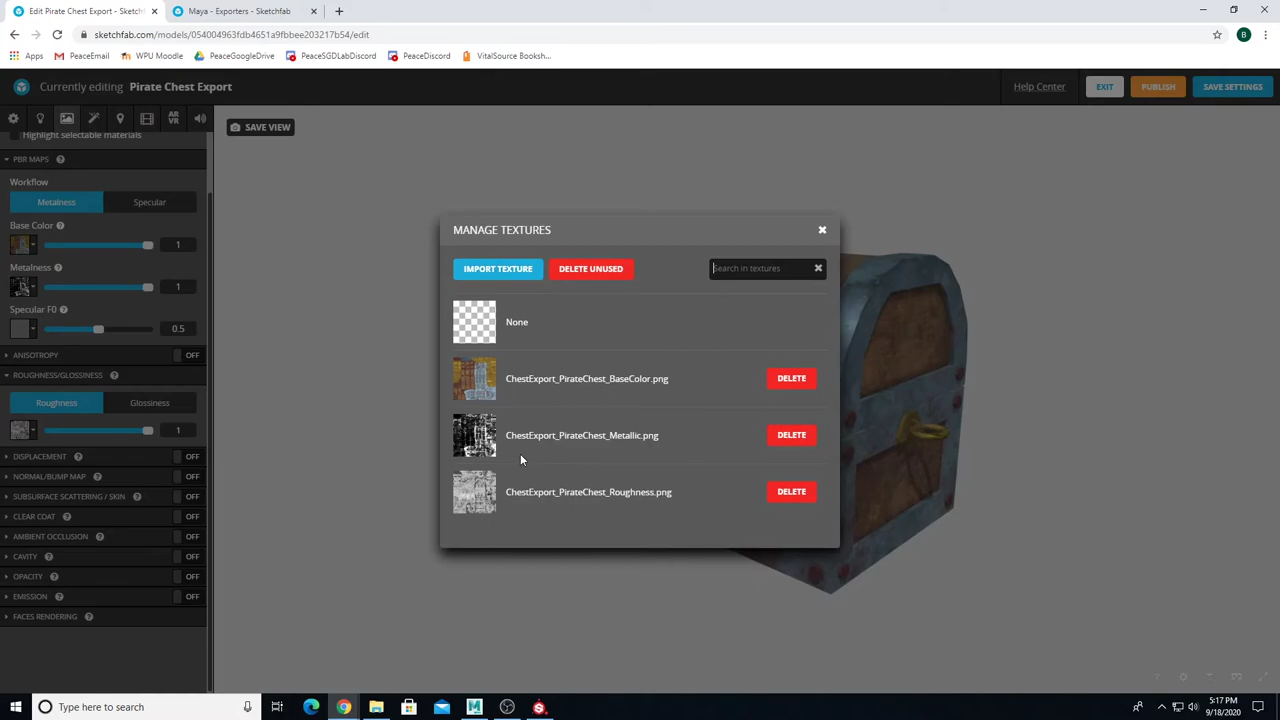 Edit Pirate Chest Export - Sketchfab
Maya - Exporters - Sketchfab
sketchfab.com/models/054004963fdb4651a9fbbee203217b54/edit
B
Apps
PeaceEmail
WPU Moodle
PeaceGoogleDrive
PeaceSGDLabDiscord
PeaceDiscord
VitalSource Booksh...
Currently editing Pirate Chest Export
Help Center
EXIT
PUBLISH
SAVE SETTINGS
AR
VR
SAVE VIEW
Highlight selectable materials
PBR MAPS
Workflow
Metalness
Specular
Base Color
1
Metalness
1
Specular F0
0.5
ANISOTROPY
OFF
ROUGHNESS/GLOSSINESS
Roughness
Glossiness
1
DISPLACEMENT
OFF
NORMAL/BUMP MAP
OFF
SUBSURFACE SCATTERING / SKIN
OFF
CLEAR COAT
OFF
AMBIENT OCCLUSION
OFF
CAVITY
OFF
OPACITY
OFF
EMISSION
OFF
FACES RENDERING
MANAGE TEXTURES
IMPORT TEXTURE
DELETE UNUSED
Search in textures
None
ChestExport_PirateChest_BaseColor.png
DELETE
ChestExport_PirateChest_Metallic.png
DELETE
ChestExport_PirateChest_Roughness.png
DELETE
Type here to search
5:17 PM
9/18/2020